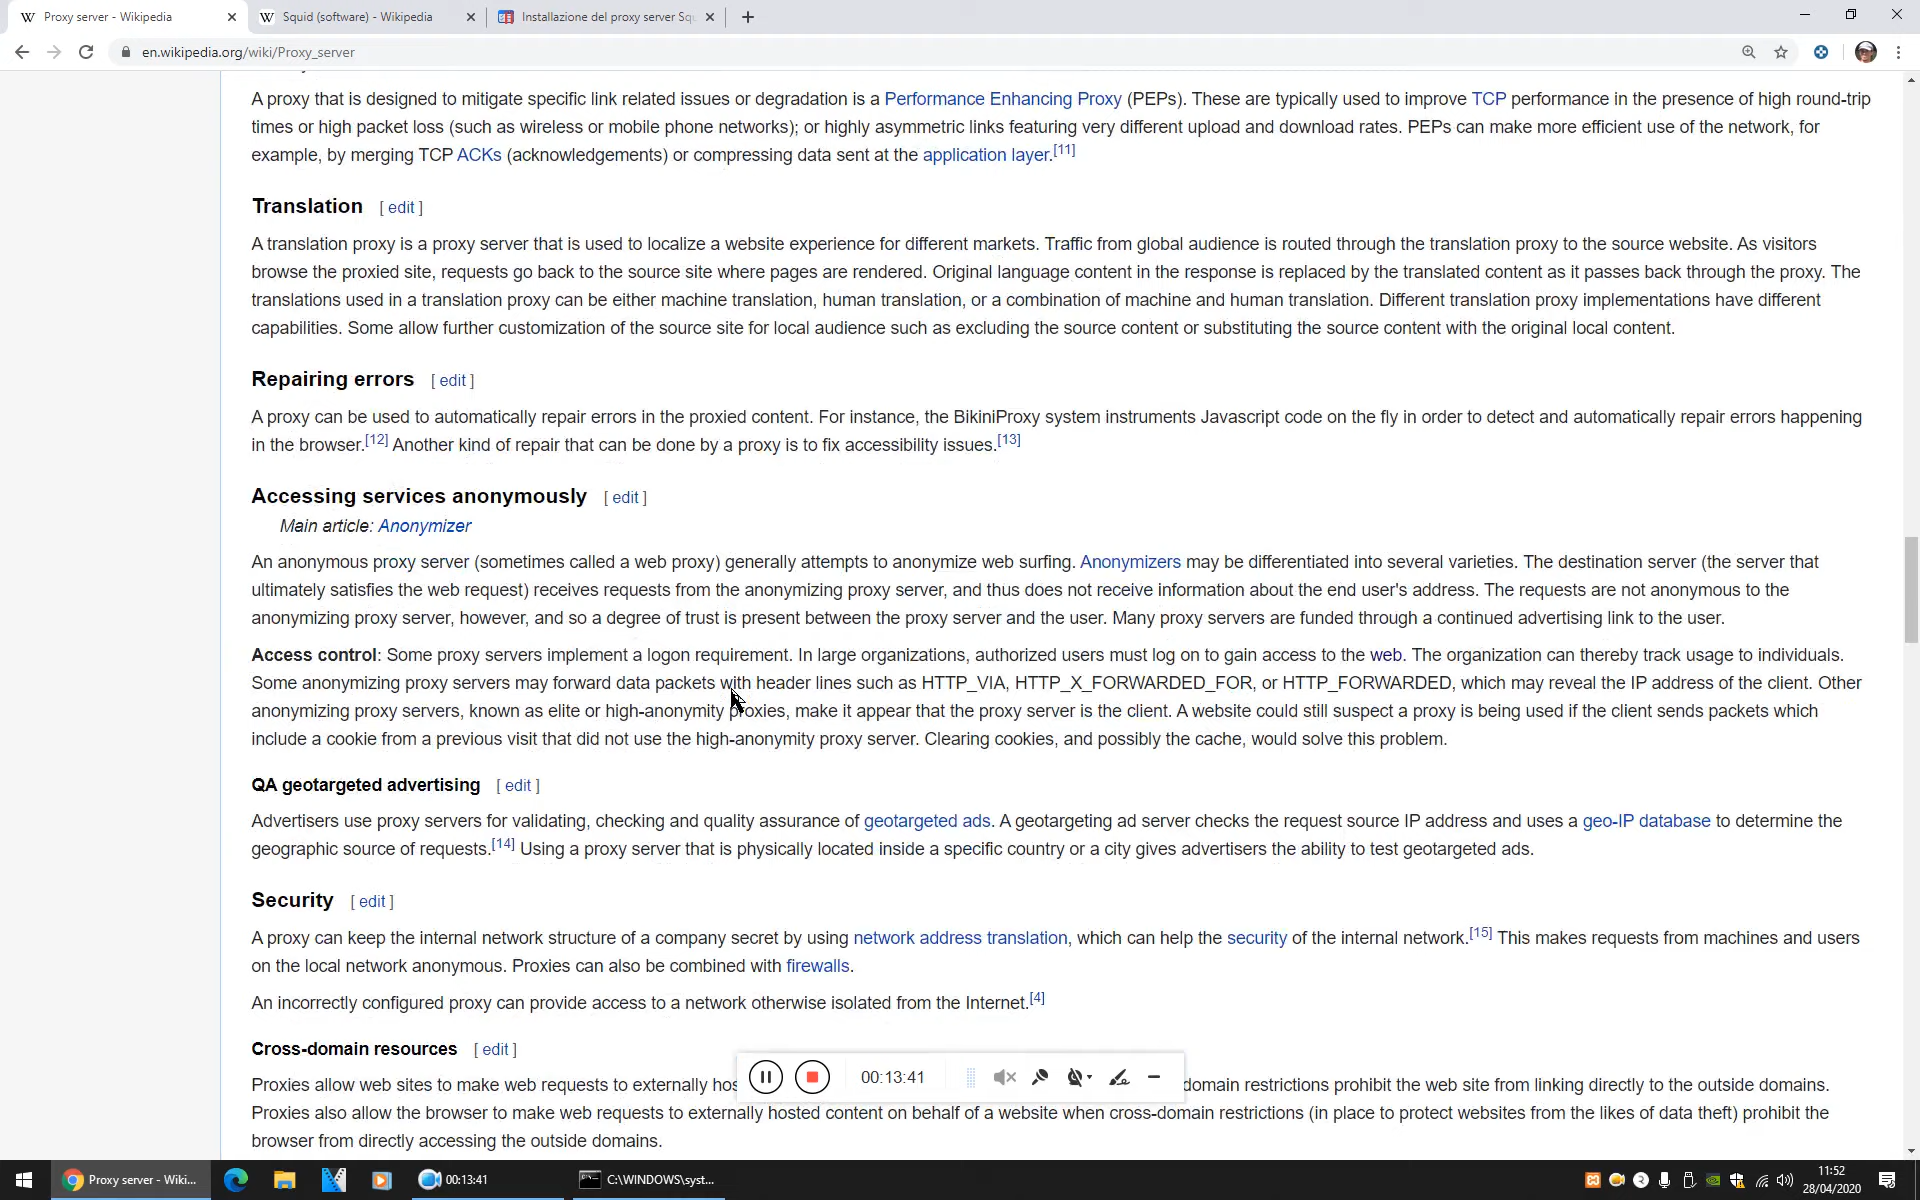 Proxy server - Wikipedia
Squid (software) - Wikipedia
Installazione del proxy server Sq
en.wikipedia.org/wiki/Proxy_server
A proxy that is designed to mitigate specific link related issues or degradation is a Performance Enhancing Proxy (PEPs). These are typically used to improve TCP performance in the presence of high round-trip
times or high packet loss (such as wireless or mobile phone networks); or highly asymmetric links featuring very different upload and download rates. PEPs can make more efficient use of the network, for
example, by merging TCP ACKs (acknowledgements) or compressing data sent at the application layer.[11]
Translation [ edit ]
A translation proxy is a proxy server that is used to localize a website experience for different markets. Traffic from global audience is routed through the translation proxy to the source website. As visitors
browse the proxied site, requests go back to the source site where pages are rendered. Original language content in the response is replaced by the translated content as it passes back through the proxy. The
translations used in a translation proxy can be either machine translation, human translation, or a combination of machine and human translation. Different translation proxy implementations have different
capabilities. Some allow further customization of the source site for local audience such as excluding the source content or substituting the source content with the original local content.
Repairing errors [ edit ]
A proxy can be used to automatically repair errors in the proxied content. For instance, the BikiniProxy system instruments Javascript code on the fly in order to detect and automatically repair errors happening
in the browser.[12] Another kind of repair that can be done by a proxy is to fix accessibility issues.[13]
Accessing services anonymously [ edit ]
Main article: Anonymizer
An anonymous proxy server (sometimes called a web proxy) generally attempts to anonymize web surfing. Anonymizers may be differentiated into several varieties. The destination server (the server that
ultimately satisfies the web request) receives requests from the anonymizing proxy server, and thus does not receive information about the end user's address. The requests are not anonymous to the
anonymizing proxy server, however, and so a degree of trust is present between the proxy server and the user. Many proxy servers are funded through a continued advertising link to the user.
Access control: Some proxy servers implement a logon requirement. In large organizations, authorized users must log on to gain access to the web. The organization can thereby track usage to individuals.
Some anonymizing proxy servers may forward data packets with header lines such as HTTP_VIA, HTTP_X_FORWARDED_FOR, or HTTP_FORWARDED, which may reveal the IP address of the client. Other
anonymizing proxy servers, known as elite or high-anonymity proxies, make it appear that the proxy server is the client. A website could still suspect a proxy is being used if the client sends packets which
include a cookie from a previous visit that did not use the high-anonymity proxy server. Clearing cookies, and possibly the cache, would solve this problem.
QA geotargeted advertising [ edit ]
Advertisers use proxy servers for validating, checking and quality assurance of geotargeted ads. A geotargeting ad server checks the request source IP address and uses a geo-IP database to determine the
geographic source of requests.[14] Using a proxy server that is physically located inside a specific country or a city gives advertisers the ability to test geotargeted ads.
Security [ edit ]
A proxy can keep the internal network structure of a company secret by using network address translation, which can help the security of the internal network.[15] This makes requests from machines and users
on the local network anonymous. Proxies can also be combined with firewalls.
An incorrectly configured proxy can provide access to a network otherwise isolated from the Internet.[4]
Cross-domain resources [ edit ]
Proxies allow web sites to make web requests to externally hos domain restrictions prohibit the web site from linking directly to the outside domains.
00:13:41
Proxies also allow the browser to make web requests to externally hosted content on behalf of a website when cross-domain restrictions (in place to protect websites from the likes of data theft) prohibit the
browser from directly accessing the outside domains.
Proxy server - Wiki...
00:13:41
C:\WINDOWS\syst...
11:52
28/04/2020